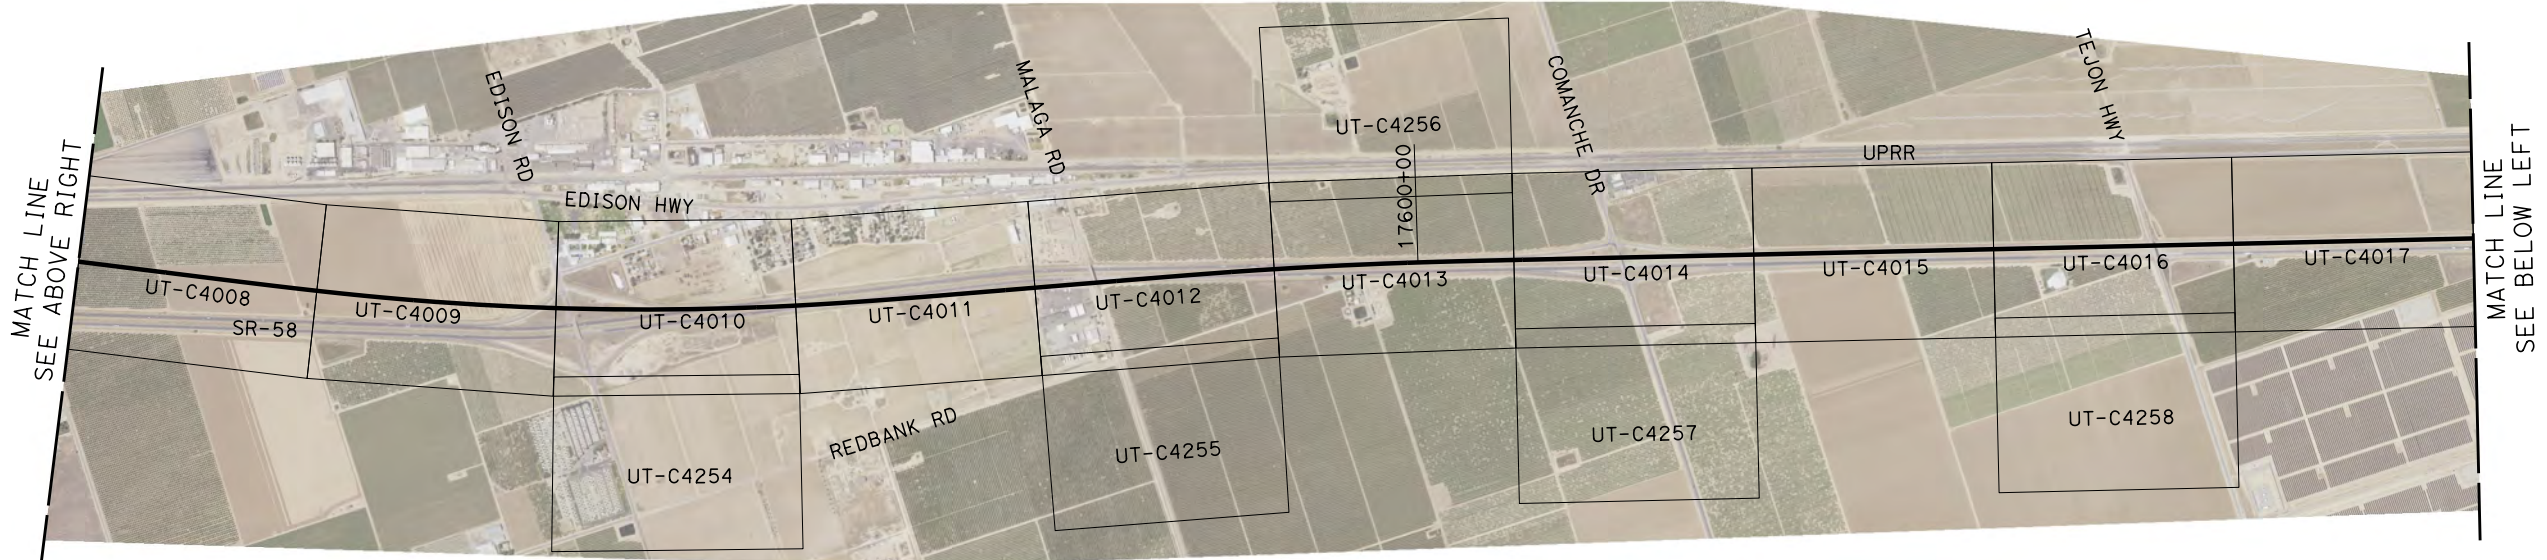 MATCH LINE
SEE ABOVE RIGHT
EDISON RD
MALAGA RD
COMANCHE DR
TEJON HWY
UT-C4256
17600+00
UPRR
EDISON HWY
UT-C4008
SR-58
UT-C4009
UT-C4010
UT-C4011
UT-C4012
UT-C4013
UT-C4014
UT-C4015
UT-C4016
UT-C4017
REDBANK RD
UT-C4254
UT-C4255
UT-C4257
UT-C4258
MATCH LINE
SEE BELOW LEFT